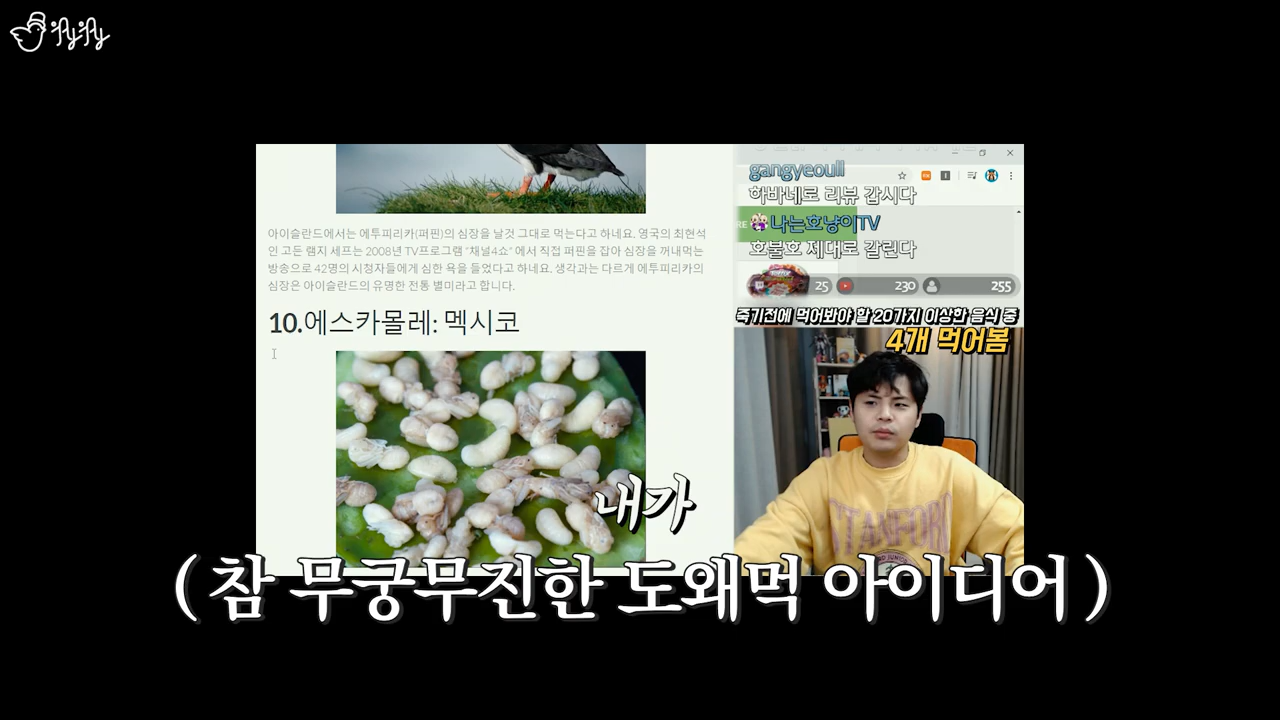 아이슬란드에서는 에투피리카(퍼핀)의 심장을 날것 그대로 먹는다고 하네요. 영국의 최현석
인 고든 램지 셰프는 2008년 TV프로그램 "채널4쇼" 에서 직접 퍼핀을 잡아 심장을 꺼내먹는
방송으로 42명의 시청자들에게 심한 욕을 들었다고 하네요. 생각과는 다르게 에투피리카의
심장은 아이슬란드의 유명한 전통 별미라고 합니다.
10.에스카몰레: 멕시코
gangyeoull
하바네로 리뷰 갑시다
나는호냥이TV
호불호 제대로 갈린다
25 230 255
죽기전에 먹어봐야 할 20가지 이상한 음식 중
4개 먹어봄
STANFORD
내가
( 참 무궁무진한 도왜먹 아이디어 )